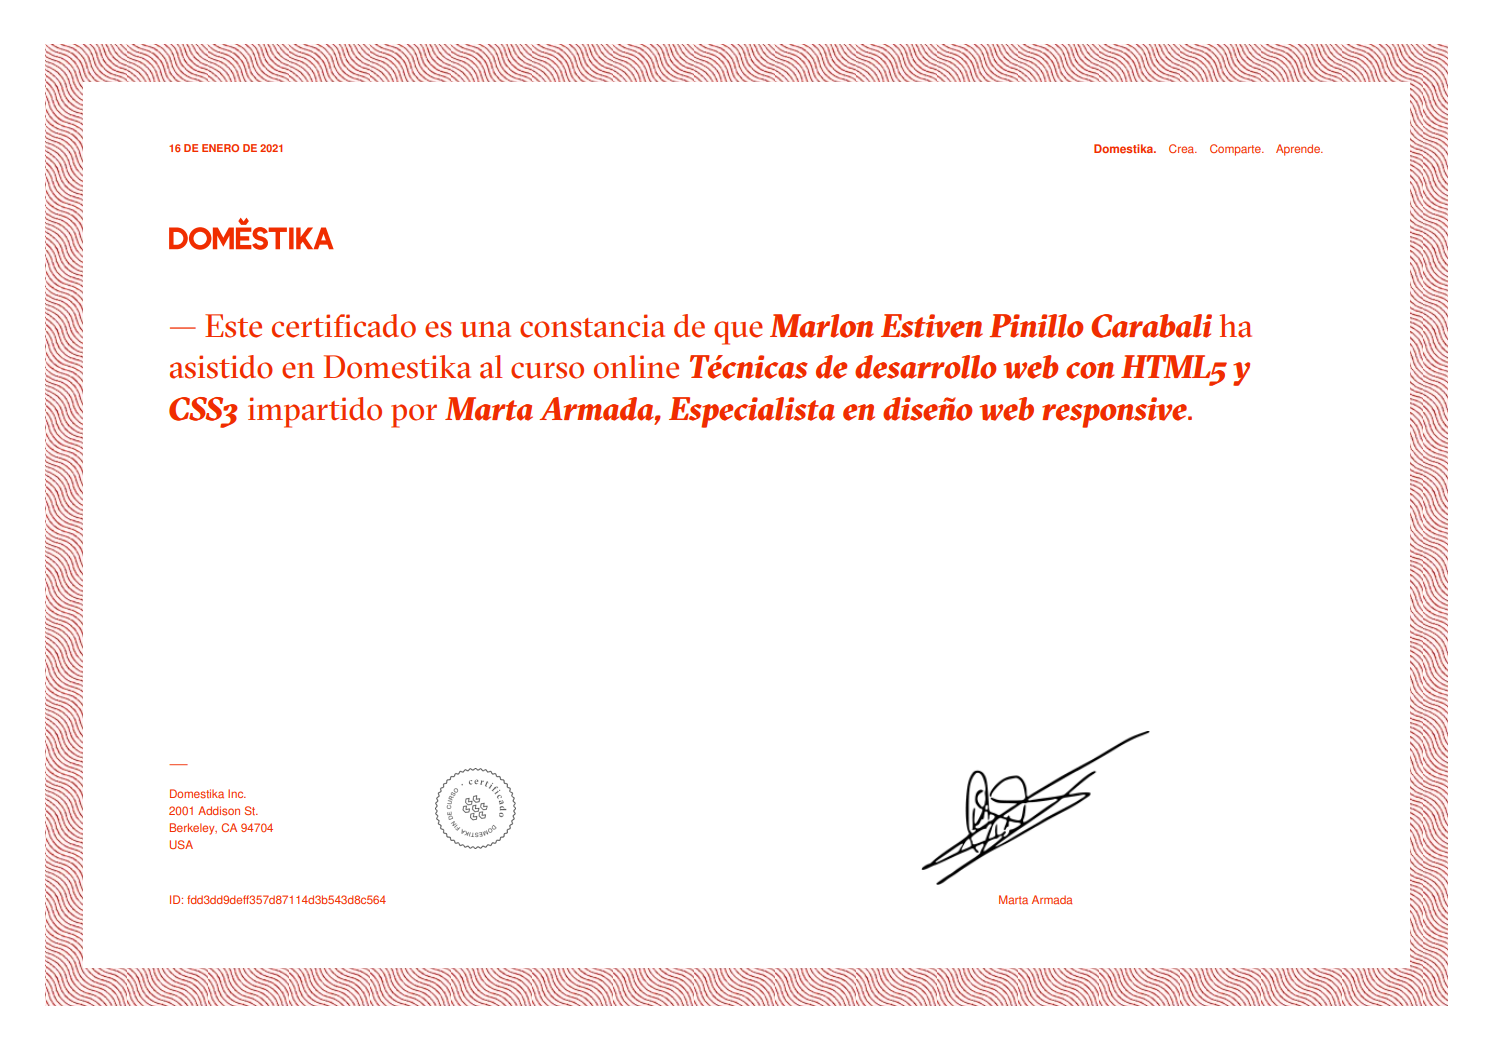 16 DE ENERO DE 2021
Domestika. Crea. Comparte. Aprende.
DOMĚSTIKA
— Este certificado es una constancia de que Marlon Estiven Pinillo Carabali ha
asistido en Domestika al curso online Técnicas de desarrollo web con HTML5 y
CSS3 impartido por Marta Armada, Especialista en diseño web responsive.
—
Domestika Inc.
2001 Addison St.
Berkeley, CA 94704
USA
certificado · DOMESTIKA FIN DE CURSO ·
ID: fdd3dd9deff357d87114d3b543d8c564
Marta Armada